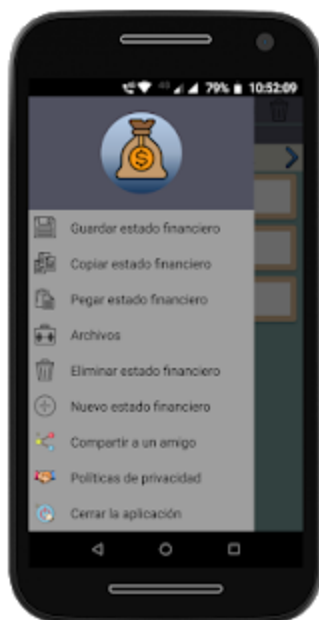 4G 79% 10:52:09
$
Guardar estado financiero
Copiar estado financiero
Pegar estado financiero
Archivos
Eliminar estado financiero
Nuevo estado financiero
Compartir a un amigo
Políticas de privacidad
Cerrar la aplicación